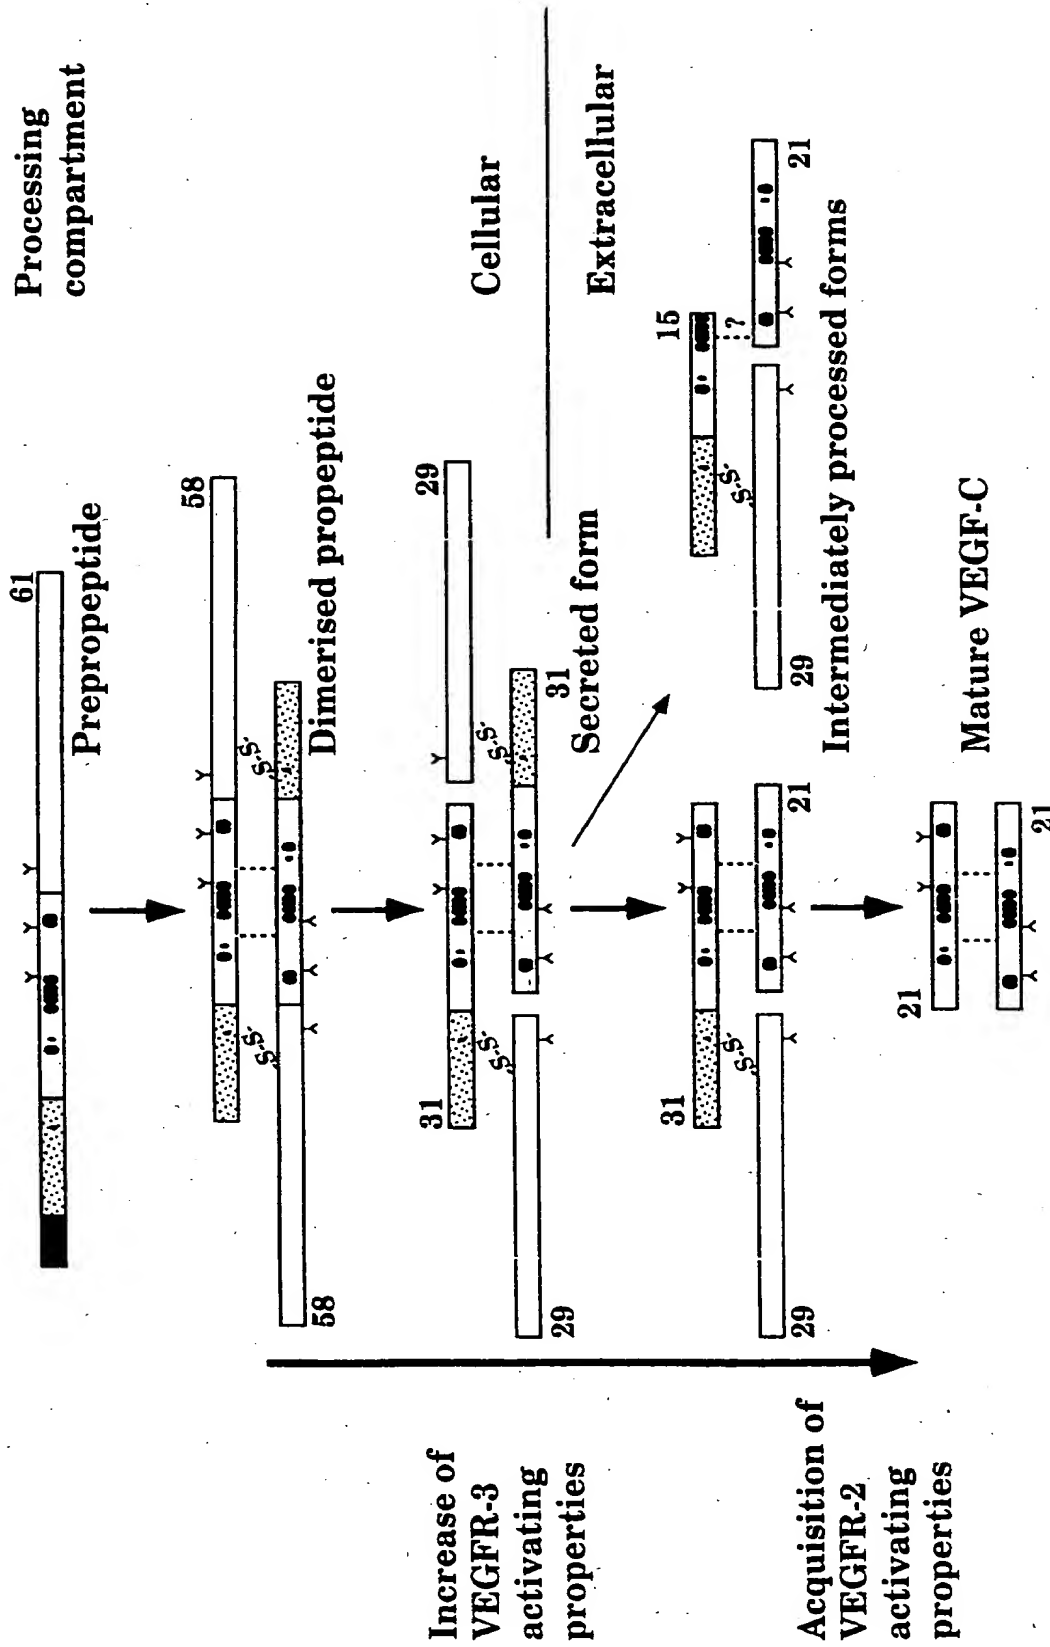 Processing
compartment
61
Prepropeptide
58
S-S
S-S
58
Dimerised propeptide
Cellular
Extracellular
29
31
S-S
S-S
29
31
Secreted form
15
S-S
?
29
21
Intermediately processed forms
31
S-S
29
21
21
21
Mature VEGF-C
Increase of
VEGFR-3
activating
properties
Acquisition of
VEGFR-2
activating
properties